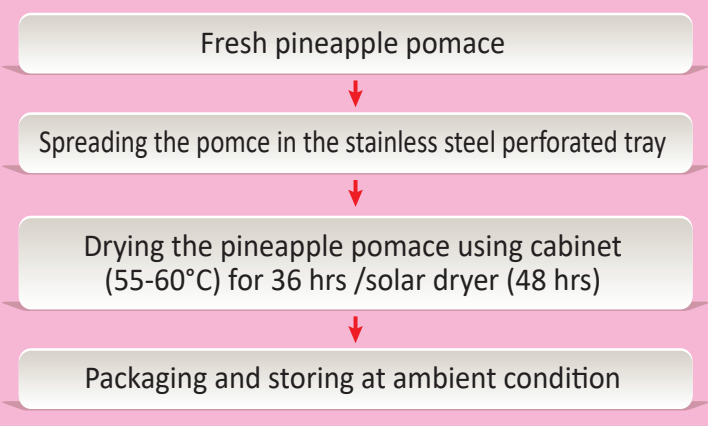 Fresh pineapple pomace
Spreading the pomce in the stainless steel perforated tray
Drying the pineapple pomace using cabinet
(55-60°C) for 36 hrs /solar dryer (48 hrs)
Packaging and storing at ambient condition